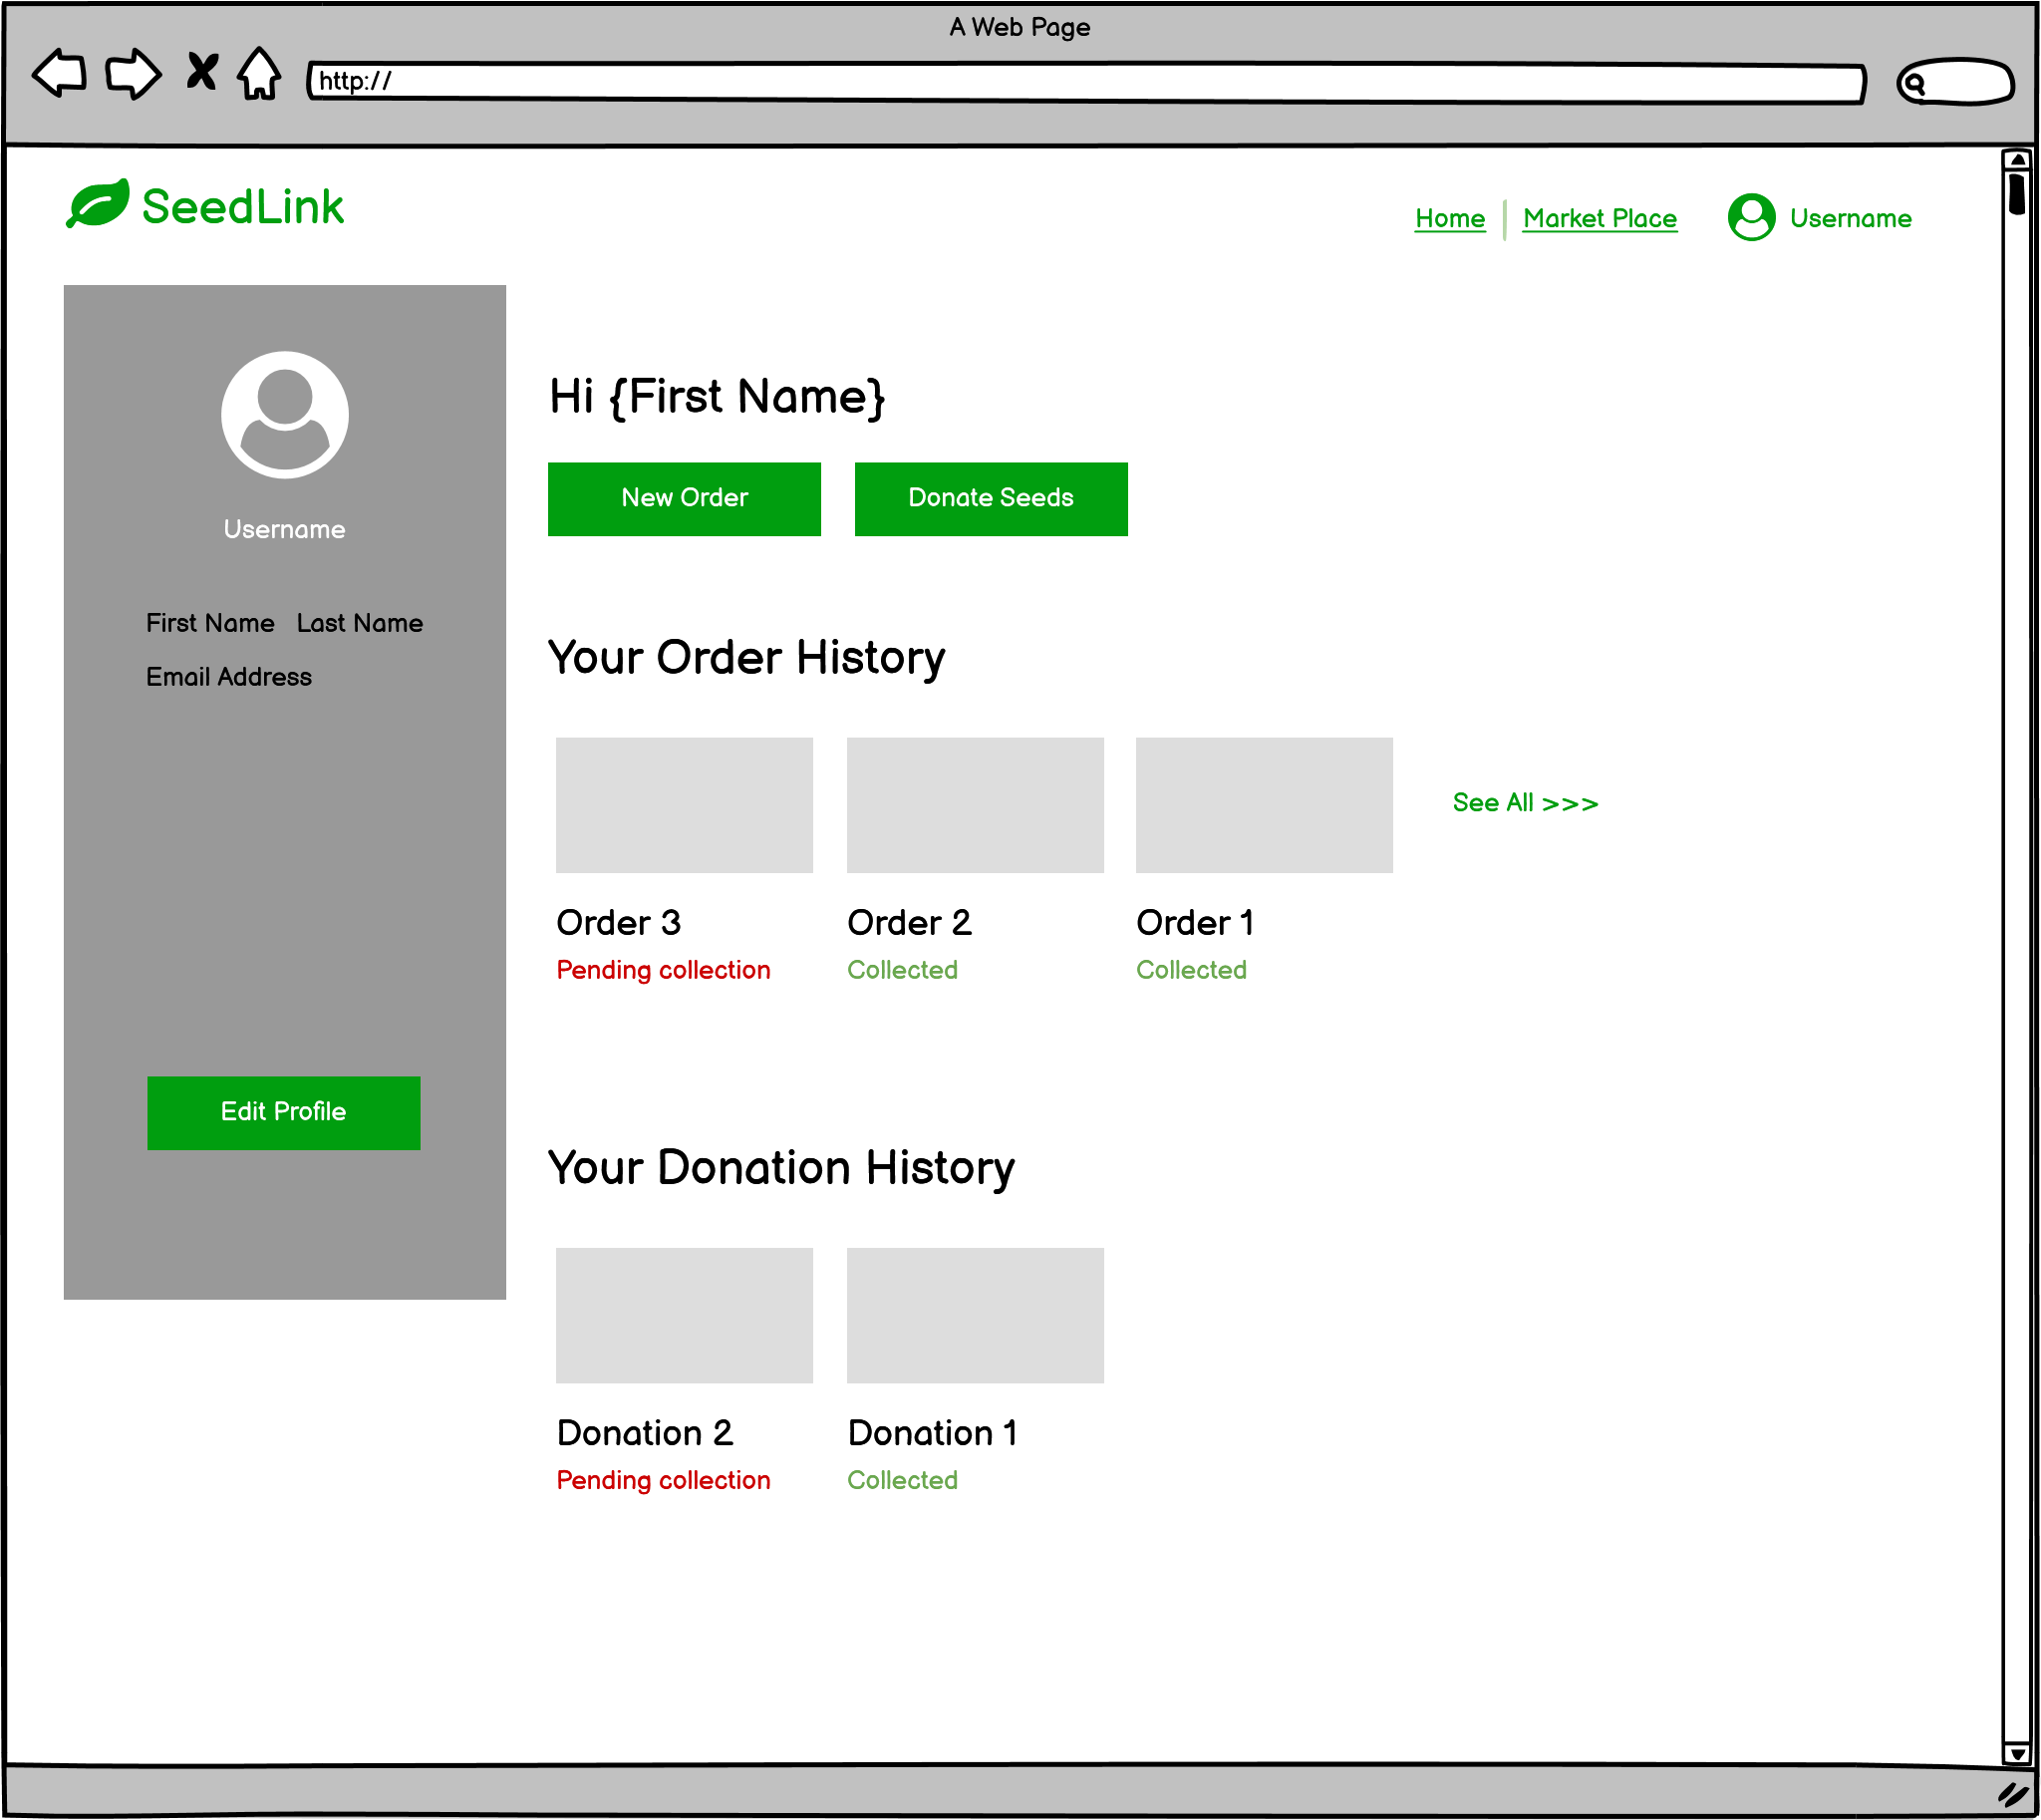 A Web Page
http://
SeedLink
Home
Market Place
Username
Username
First Name Last Name
Email Address
Edit Profile
Hi {First Name}
New Order
Donate Seeds
Your Order History
See All >>>
Order 3
Pending collection
Order 2
Collected
Order 1
Collected
Your Donation History
Donation 2
Pending collection
Donation 1
Collected